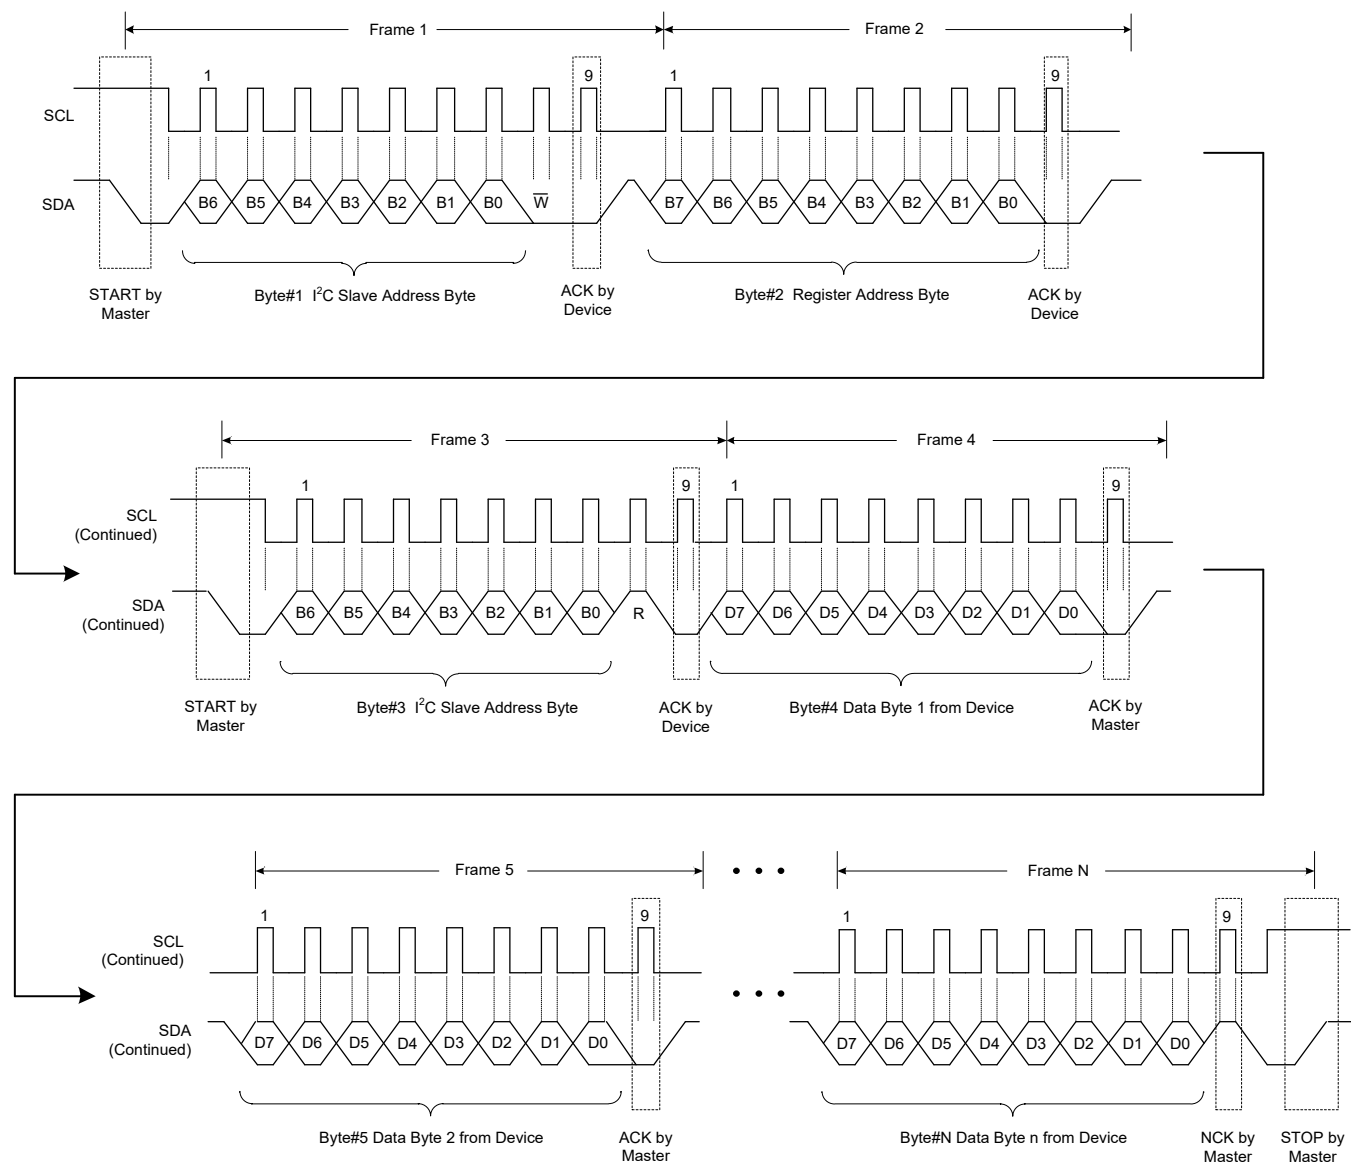 Frame 1 Frame 2
1 9 1 9
SCL
SDA B6 B5 B4 B3 B2 B1 B0 W̅ B7 B6 B5 B4 B3 B2 B1 B0
START by
Master
Byte#1 I²C Slave Address Byte
ACK by
Device
Byte#2 Register Address Byte
ACK by
Device
Frame 3 Frame 4
1 9 1 9
SCL
(Continued)
SDA
(Continued)
B6 B5 B4 B3 B2 B1 B0 R D7 D6 D5 D4 D3 D2 D1 D0
START by
Master
Byte#3 I²C Slave Address Byte
ACK by
Device
Byte#4 Data Byte 1 from Device
ACK by
Master
Frame 5 Frame N
1 9 1 9
SCL
(Continued)
SDA
(Continued)
D7 D6 D5 D4 D3 D2 D1 D0 D7 D6 D5 D4 D3 D2 D1 D0
Byte#5 Data Byte 2 from Device
ACK by
Master
Byte#N Data Byte n from Device
NCK by
Master
STOP by
Master